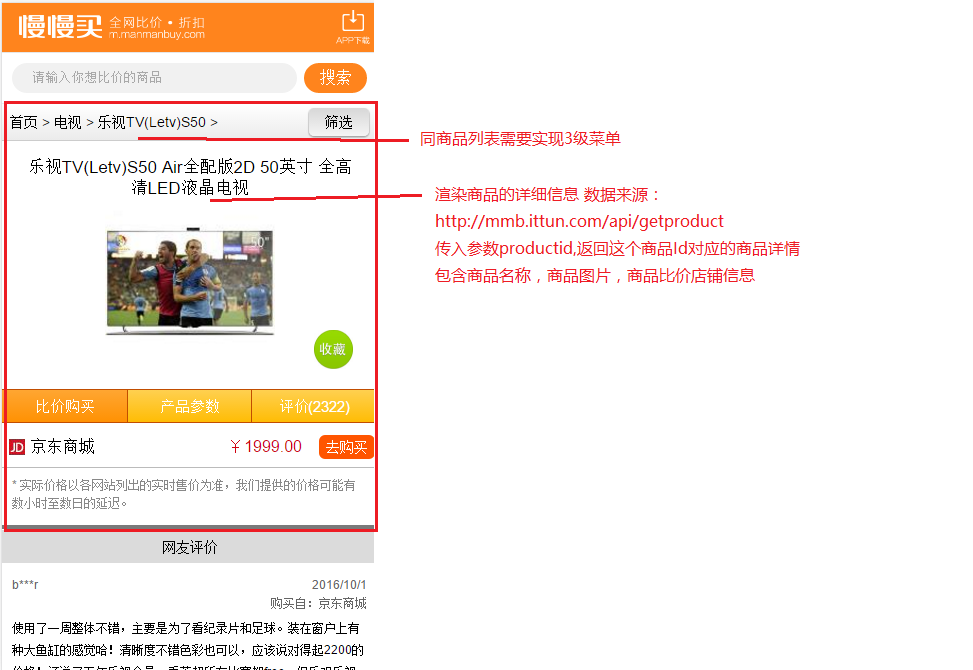 慢慢买 全网比价 • 折扣
m.manmanbuy.com
APP下载
请输入你想比价的商品 搜索
首页 > 电视 > 乐视TV(Letv)S50 > 筛选
同商品列表需要实现3级菜单
乐视TV(Letv)S50 Air全配版2D 50英寸 全高
清LED液晶电视
渲染商品的详细信息 数据来源：
http://mmb.ittun.com/api/getproduct
传入参数productid,返回这个商品Id对应的商品详情
包含商品名称，商品图片，商品比价店铺信息
50"
收藏
比价购买 产品参数 评价(2322)
JD 京东商城 ￥1999.00 去购买
* 实际价格以各网站列出的实时售价为准，我们提供的价格可能有
数小时至数日的延迟。
网友评价
b***r 2016/10/1
购买自：京东商城
使用了一周整体不错，主要是为了看纪录片和足球。装在窗户上有
种大鱼缸的感觉哈！清晰度不错色彩也可以，应该说对得起2200的